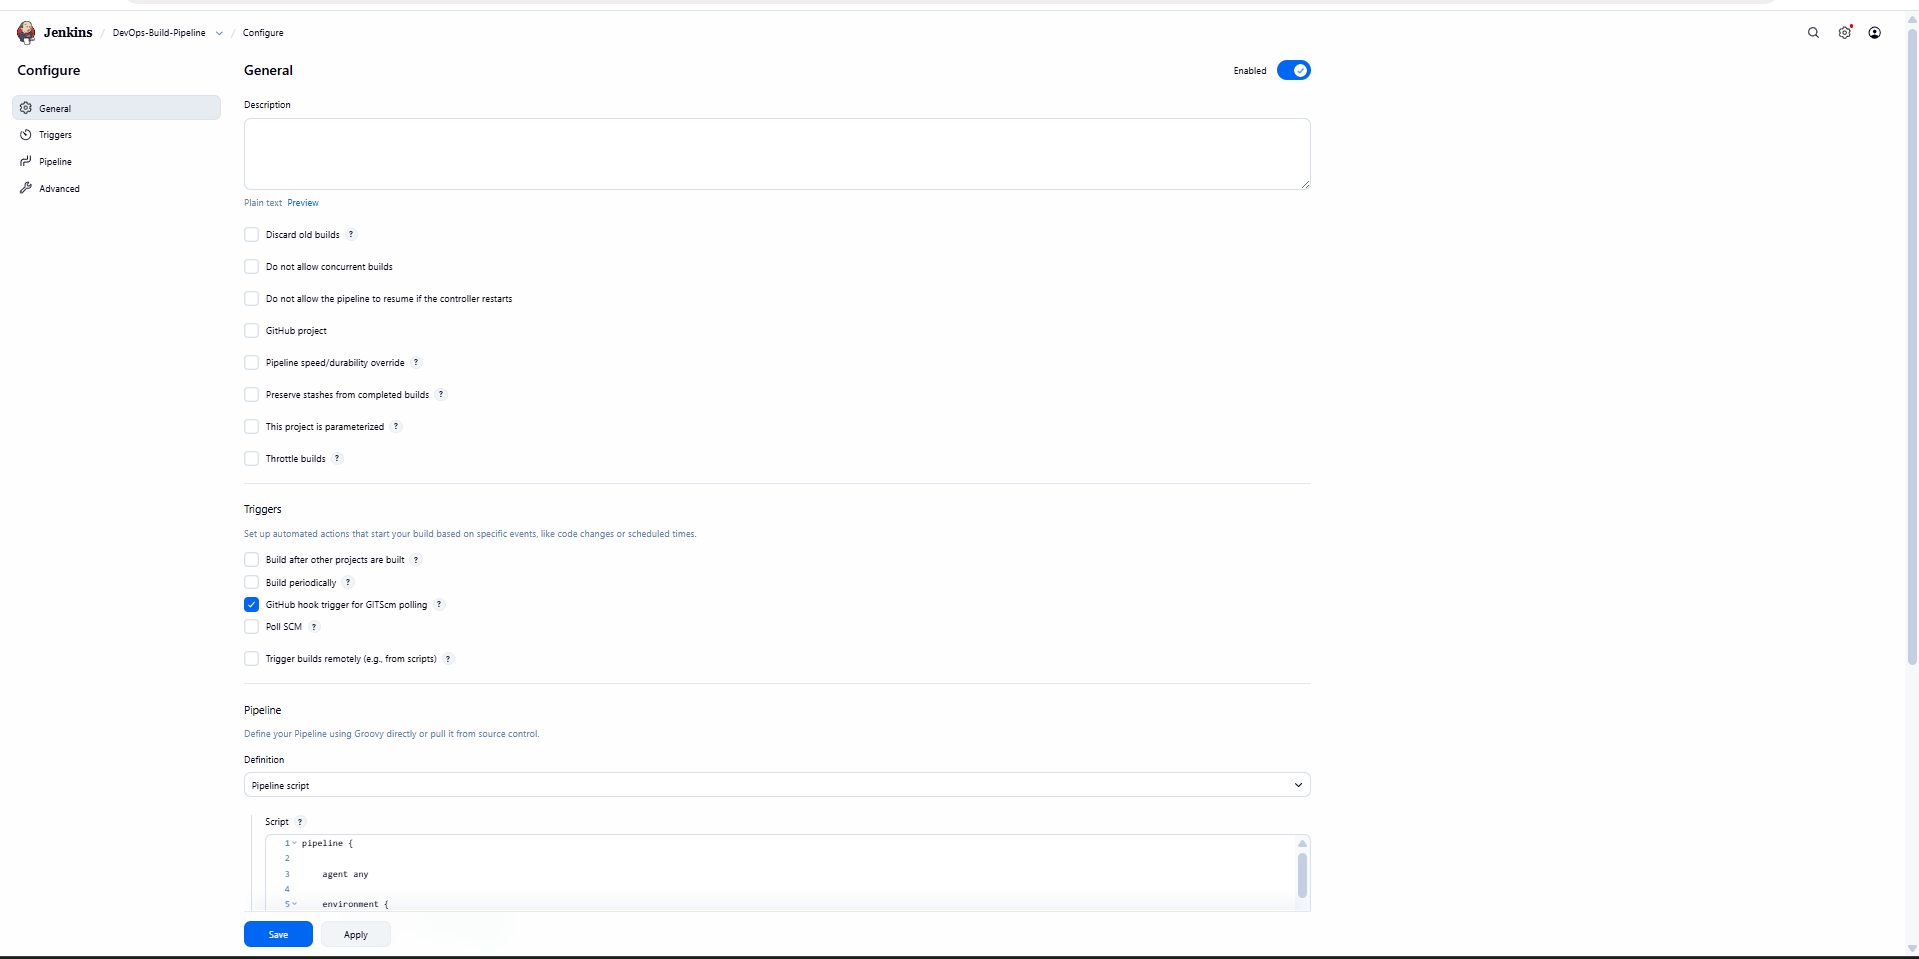 Jenkins / DevOps-Build-Pipeline / Configure
Configure
General
Triggers
Pipeline
Advanced
General
Enabled
Description
Plain text Preview
Discard old builds ?
Do not allow concurrent builds
Do not allow the pipeline to resume if the controller restarts
GitHub project
Pipeline speed/durability override ?
Preserve stashes from completed builds ?
This project is parameterized ?
Throttle builds ?
Triggers
Set up automated actions that start your build based on specific events, like code changes or scheduled times.
Build after other projects are built ?
Build periodically ?
GitHub hook trigger for GITScm polling ?
Poll SCM ?
Trigger builds remotely (e.g., from scripts) ?
Pipeline
Define your Pipeline using Groovy directly or pull it from source control.
Definition
Pipeline script
Script ?
1 pipeline {
2
3 agent any
4
5 environment {
Save Apply